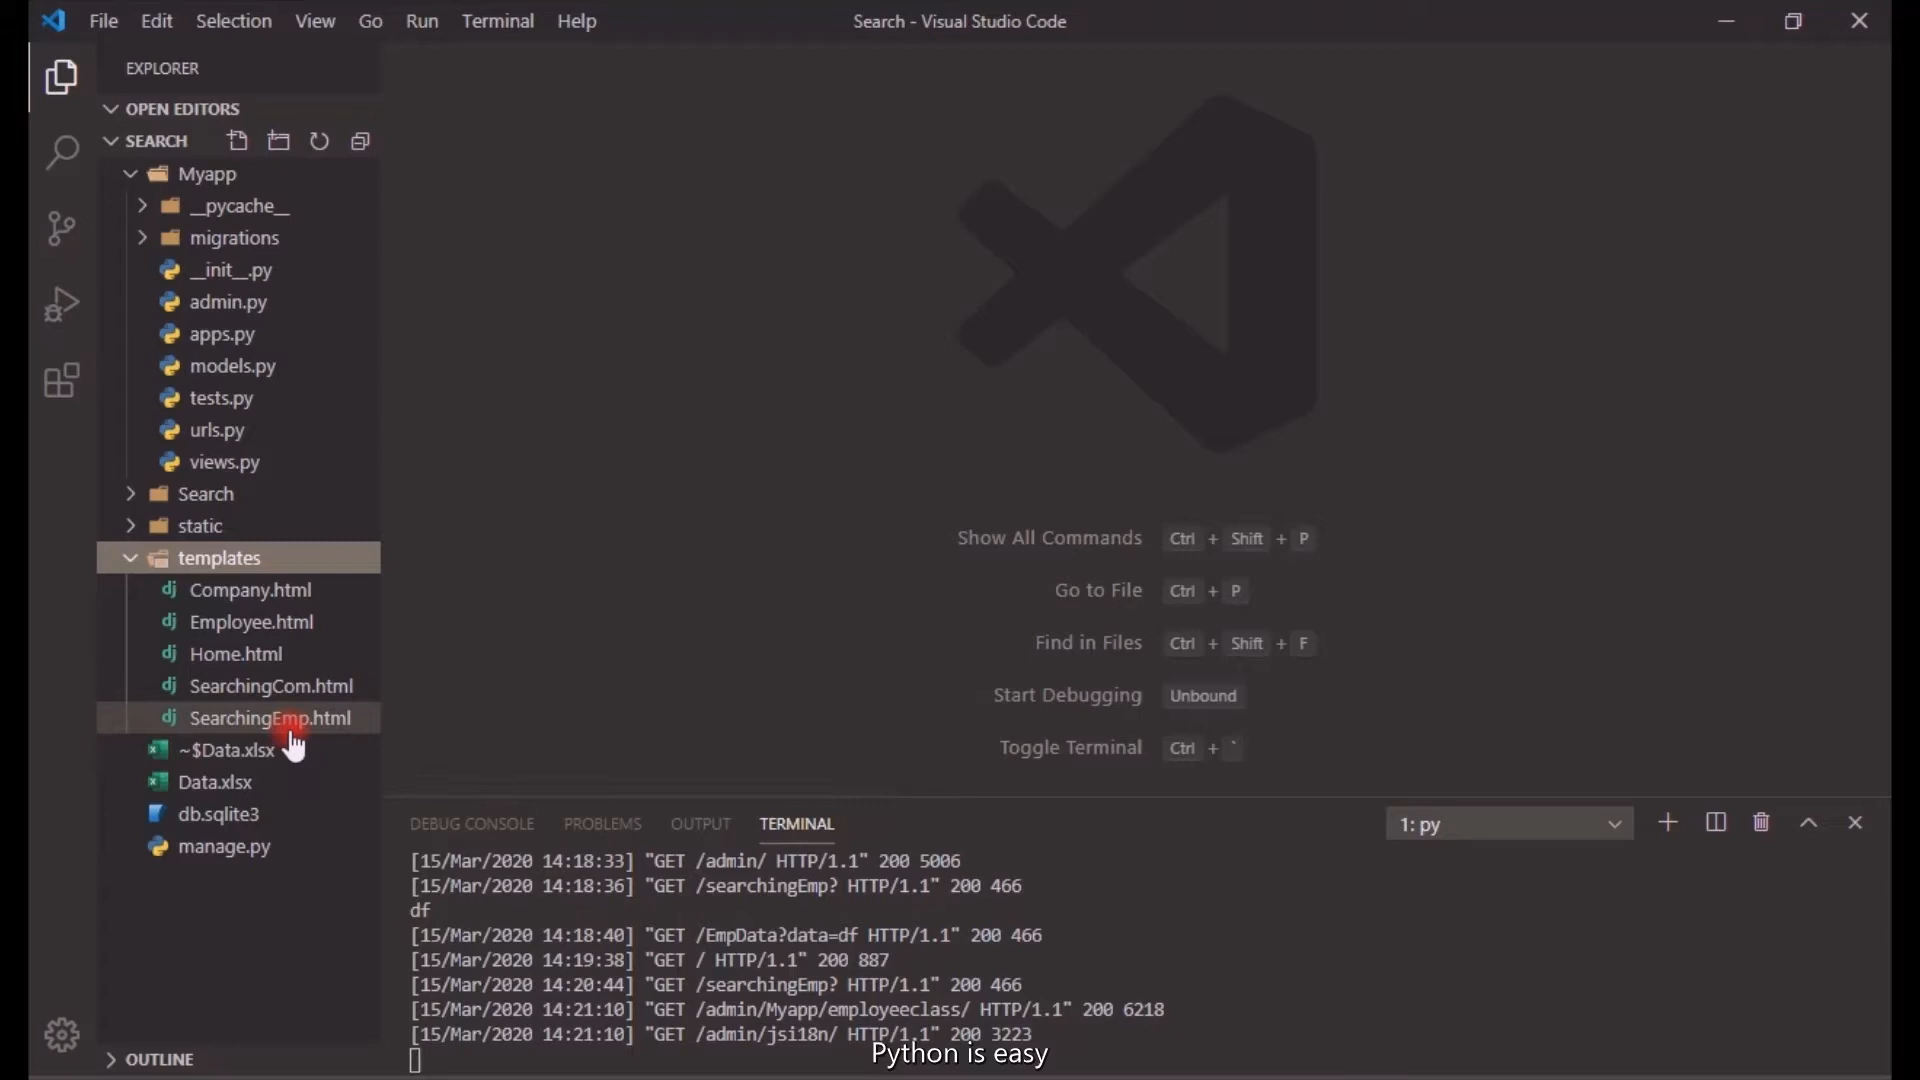 File Edit Selection View Go Run Terminal Help
Search - Visual Studio Code
EXPLORER
OPEN EDITORS
SEARCH
Myapp
__pycache__
migrations
__init__.py
admin.py
apps.py
models.py
tests.py
urls.py
views.py
Search
static
templates
Company.html
Employee.html
Home.html
SearchingCom.html
SearchingEmp.html
~$Data.xlsx
Data.xlsx
db.sqlite3
manage.py
OUTLINE
Show All Commands Ctrl + Shift + P
Go to File Ctrl + P
Find in Files Ctrl + Shift + F
Start Debugging Unbound
Toggle Terminal Ctrl + `
DEBUG CONSOLE PROBLEMS OUTPUT TERMINAL
1: py
[15/Mar/2020 14:18:33] "GET /admin/ HTTP/1.1" 200 5006
[15/Mar/2020 14:18:36] "GET /searchingEmp? HTTP/1.1" 200 466
df
[15/Mar/2020 14:18:40] "GET /EmpData?data=df HTTP/1.1" 200 466
[15/Mar/2020 14:19:38] "GET / HTTP/1.1" 200 887
[15/Mar/2020 14:20:44] "GET /searchingEmp? HTTP/1.1" 200 466
[15/Mar/2020 14:21:10] "GET /admin/Myapp/employeeclass/ HTTP/1.1" 200 6218
[15/Mar/2020 14:21:10] "GET /admin/jsi18n/ HTTP/1.1" 200 3223
Python is easy